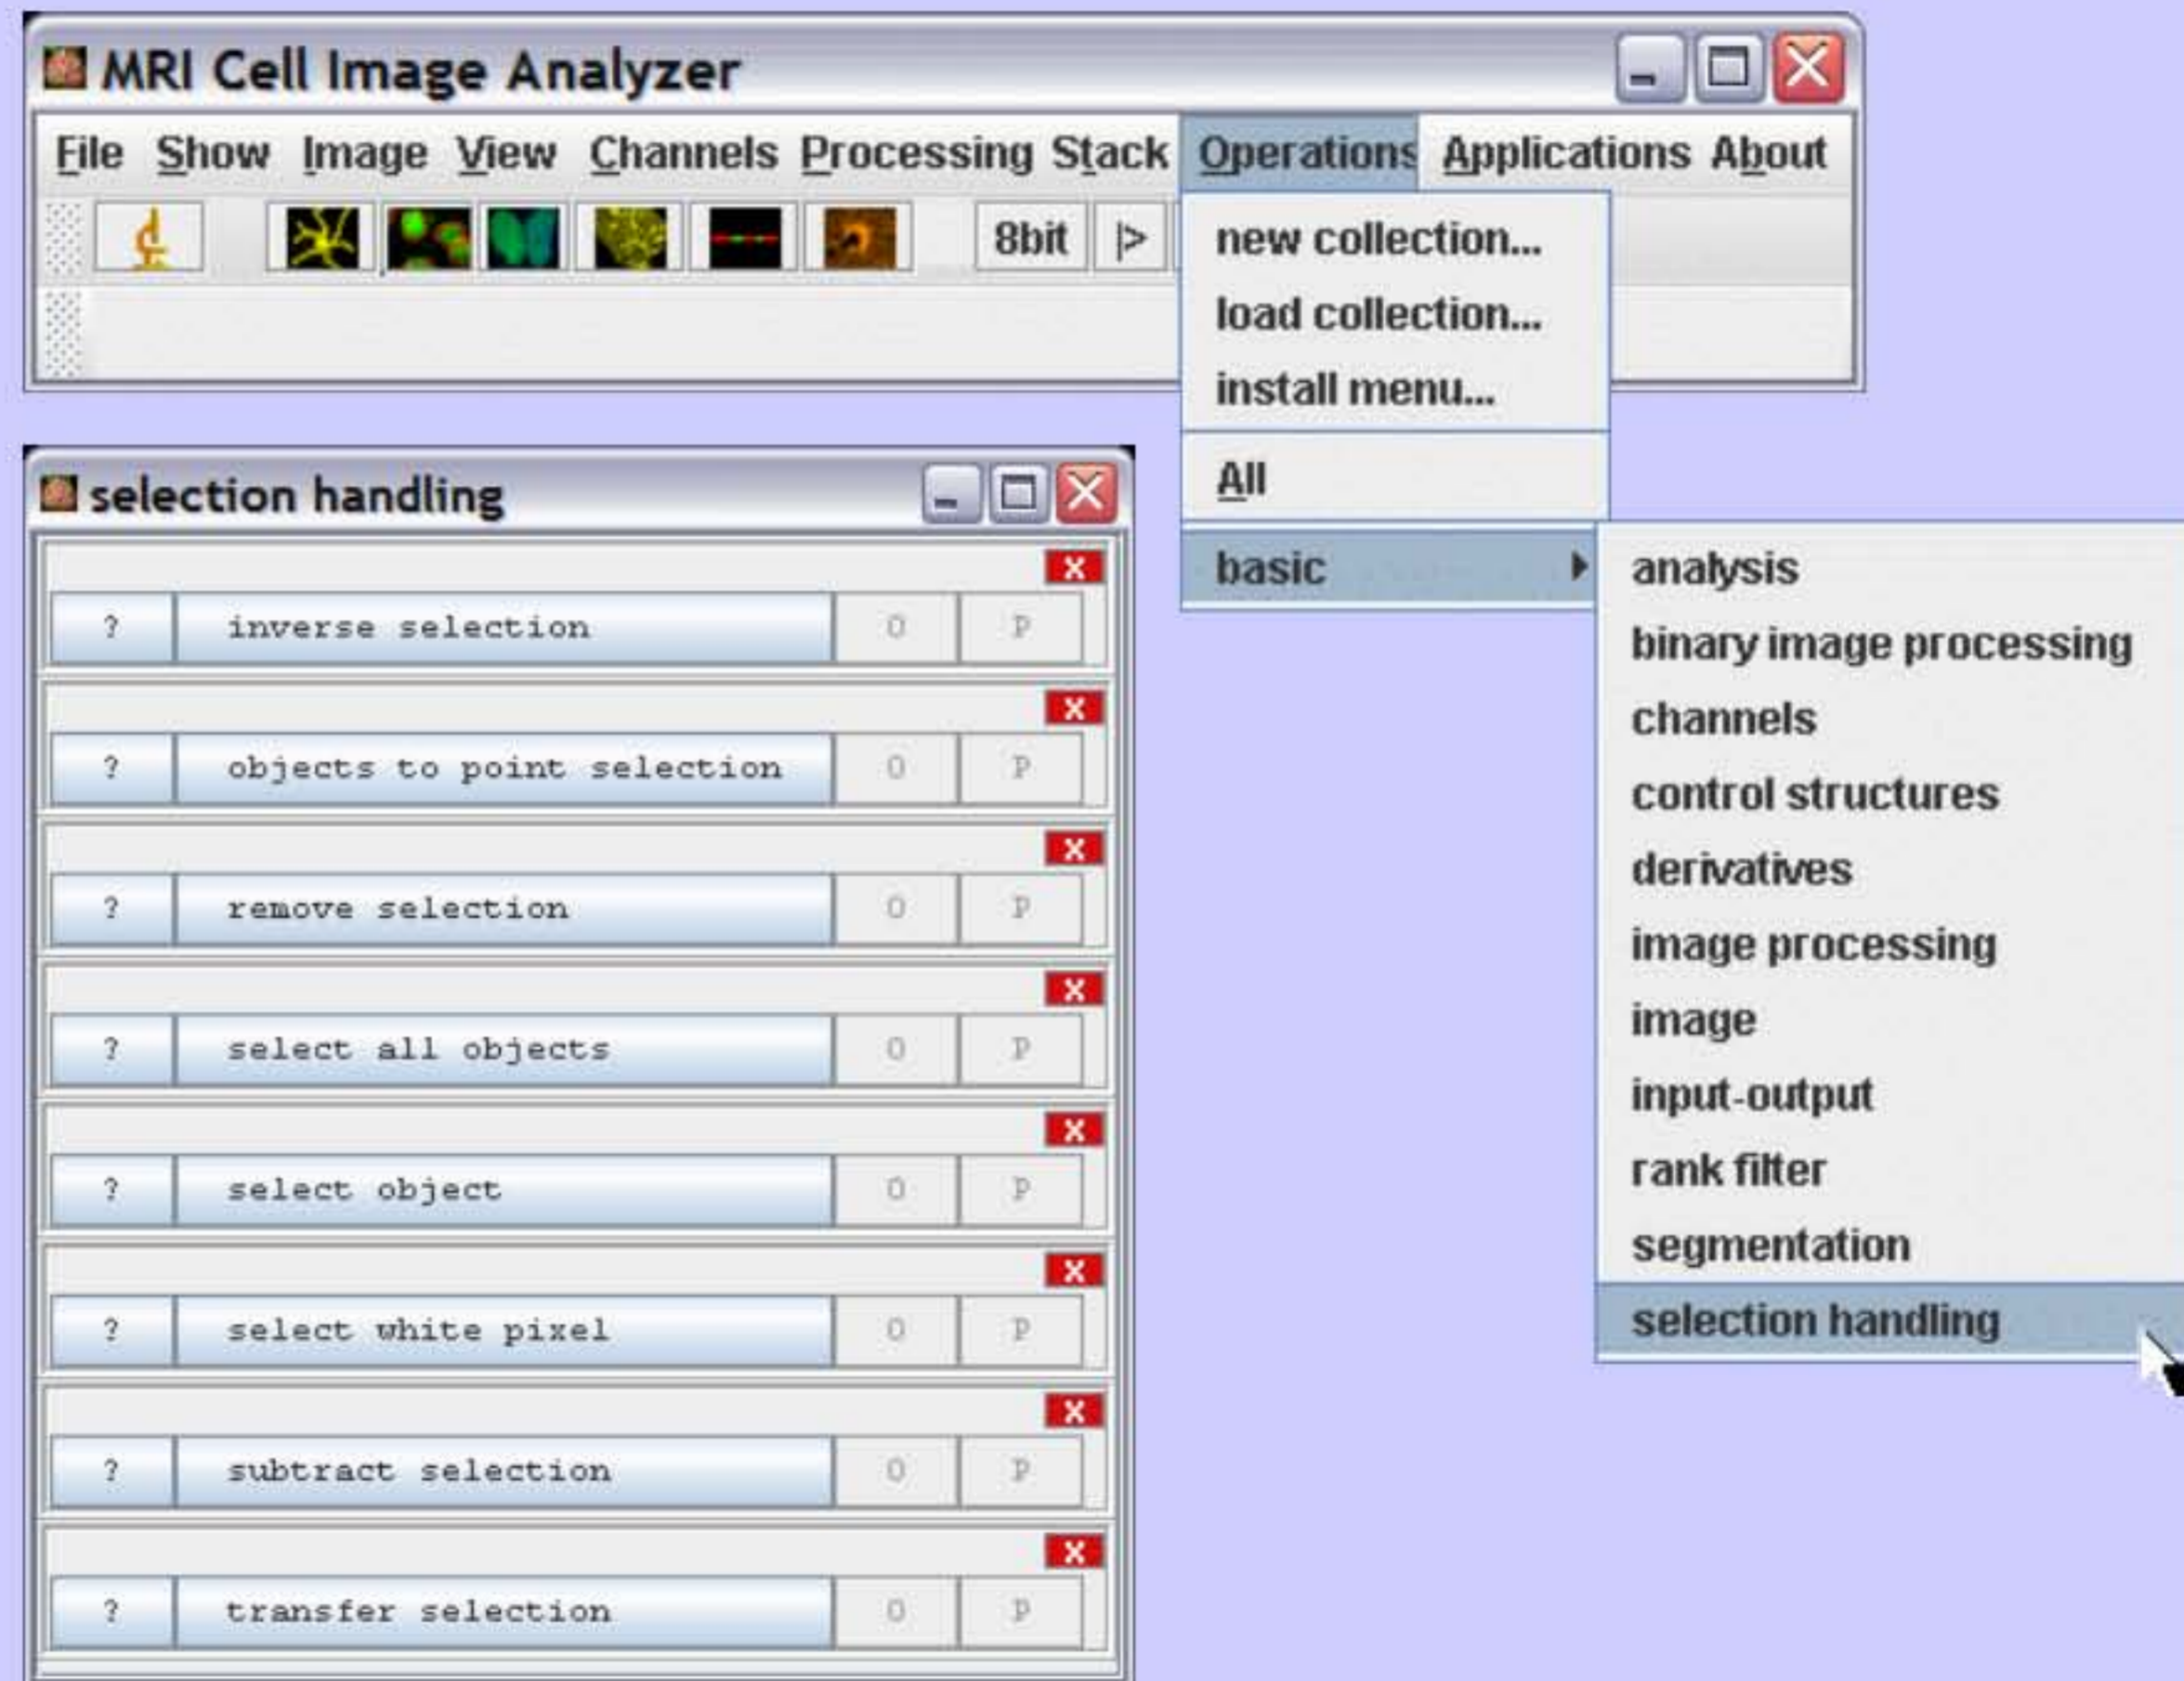 MRI Cell Image Analyzer
File Show Image View Channels Processing Stack Operations Applications About
8bit |>
new collection...
load collection...
install menu...
All
basic
analysis
binary image processing
channels
control structures
derivatives
image processing
image
input-output
rank filter
segmentation
selection handling
selection handling
X
? inverse selection O P
X
? objects to point selection O P
X
? remove selection O P
X
? select all objects O P
X
? select object O P
X
? select white pixel O P
X
? subtract selection O P
X
? transfer selection O P